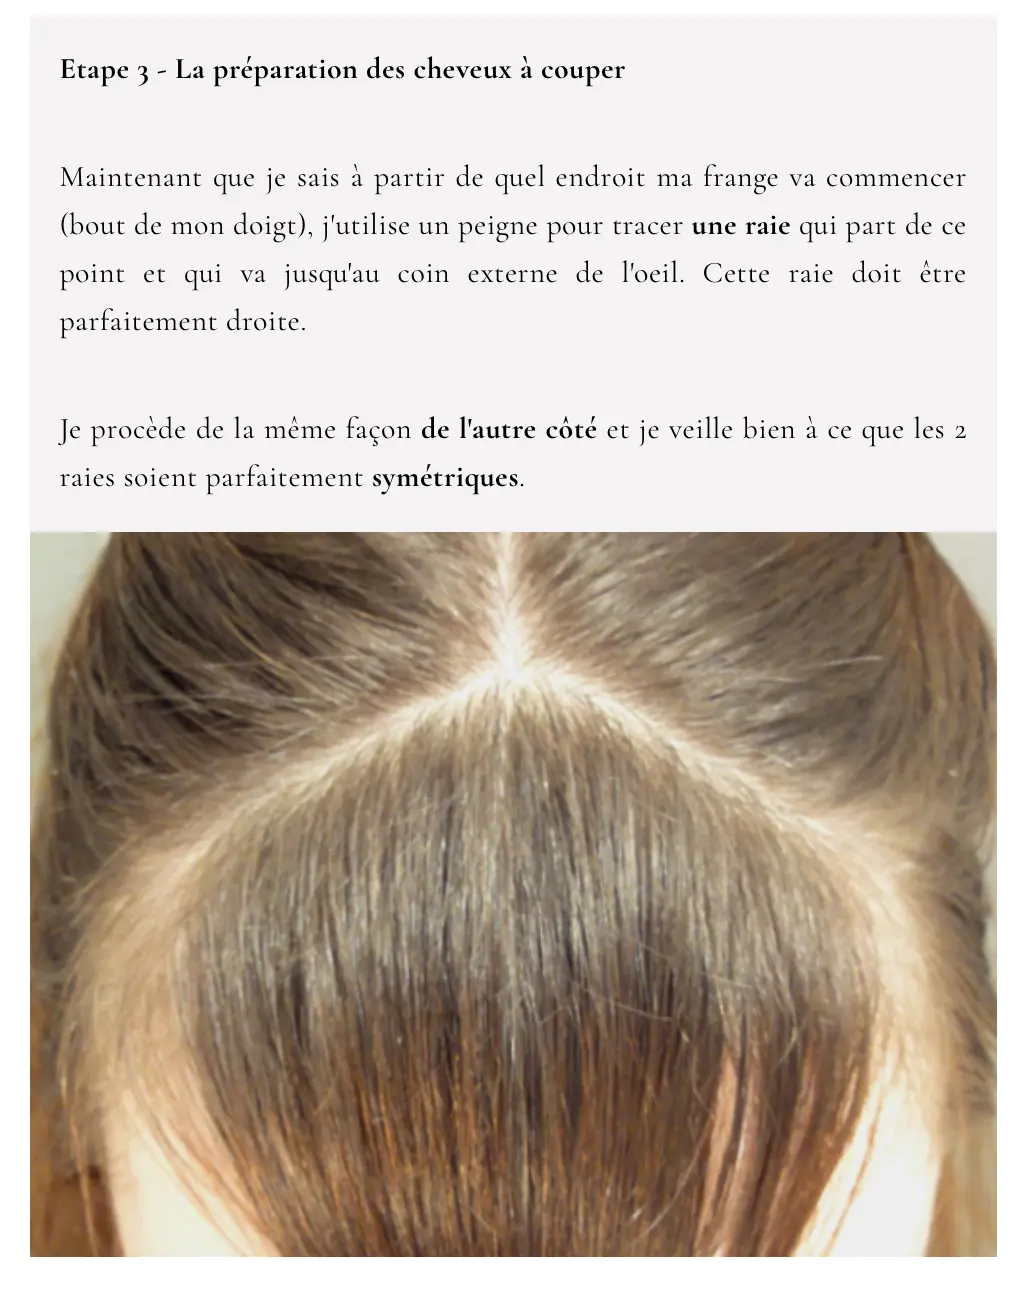 Etape 3 - La préparation des cheveux à couper
Maintenant que je sais à partir de quel endroit ma frange va commencer
(bout de mon doigt), j'utilise un peigne pour tracer une raie qui part de ce
point et qui va jusqu'au coin externe de l'oeil. Cette raie doit être
parfaitement droite.
Je procède de la même façon de l'autre côté et je veille bien à ce que les 2
raies soient parfaitement symétriques.